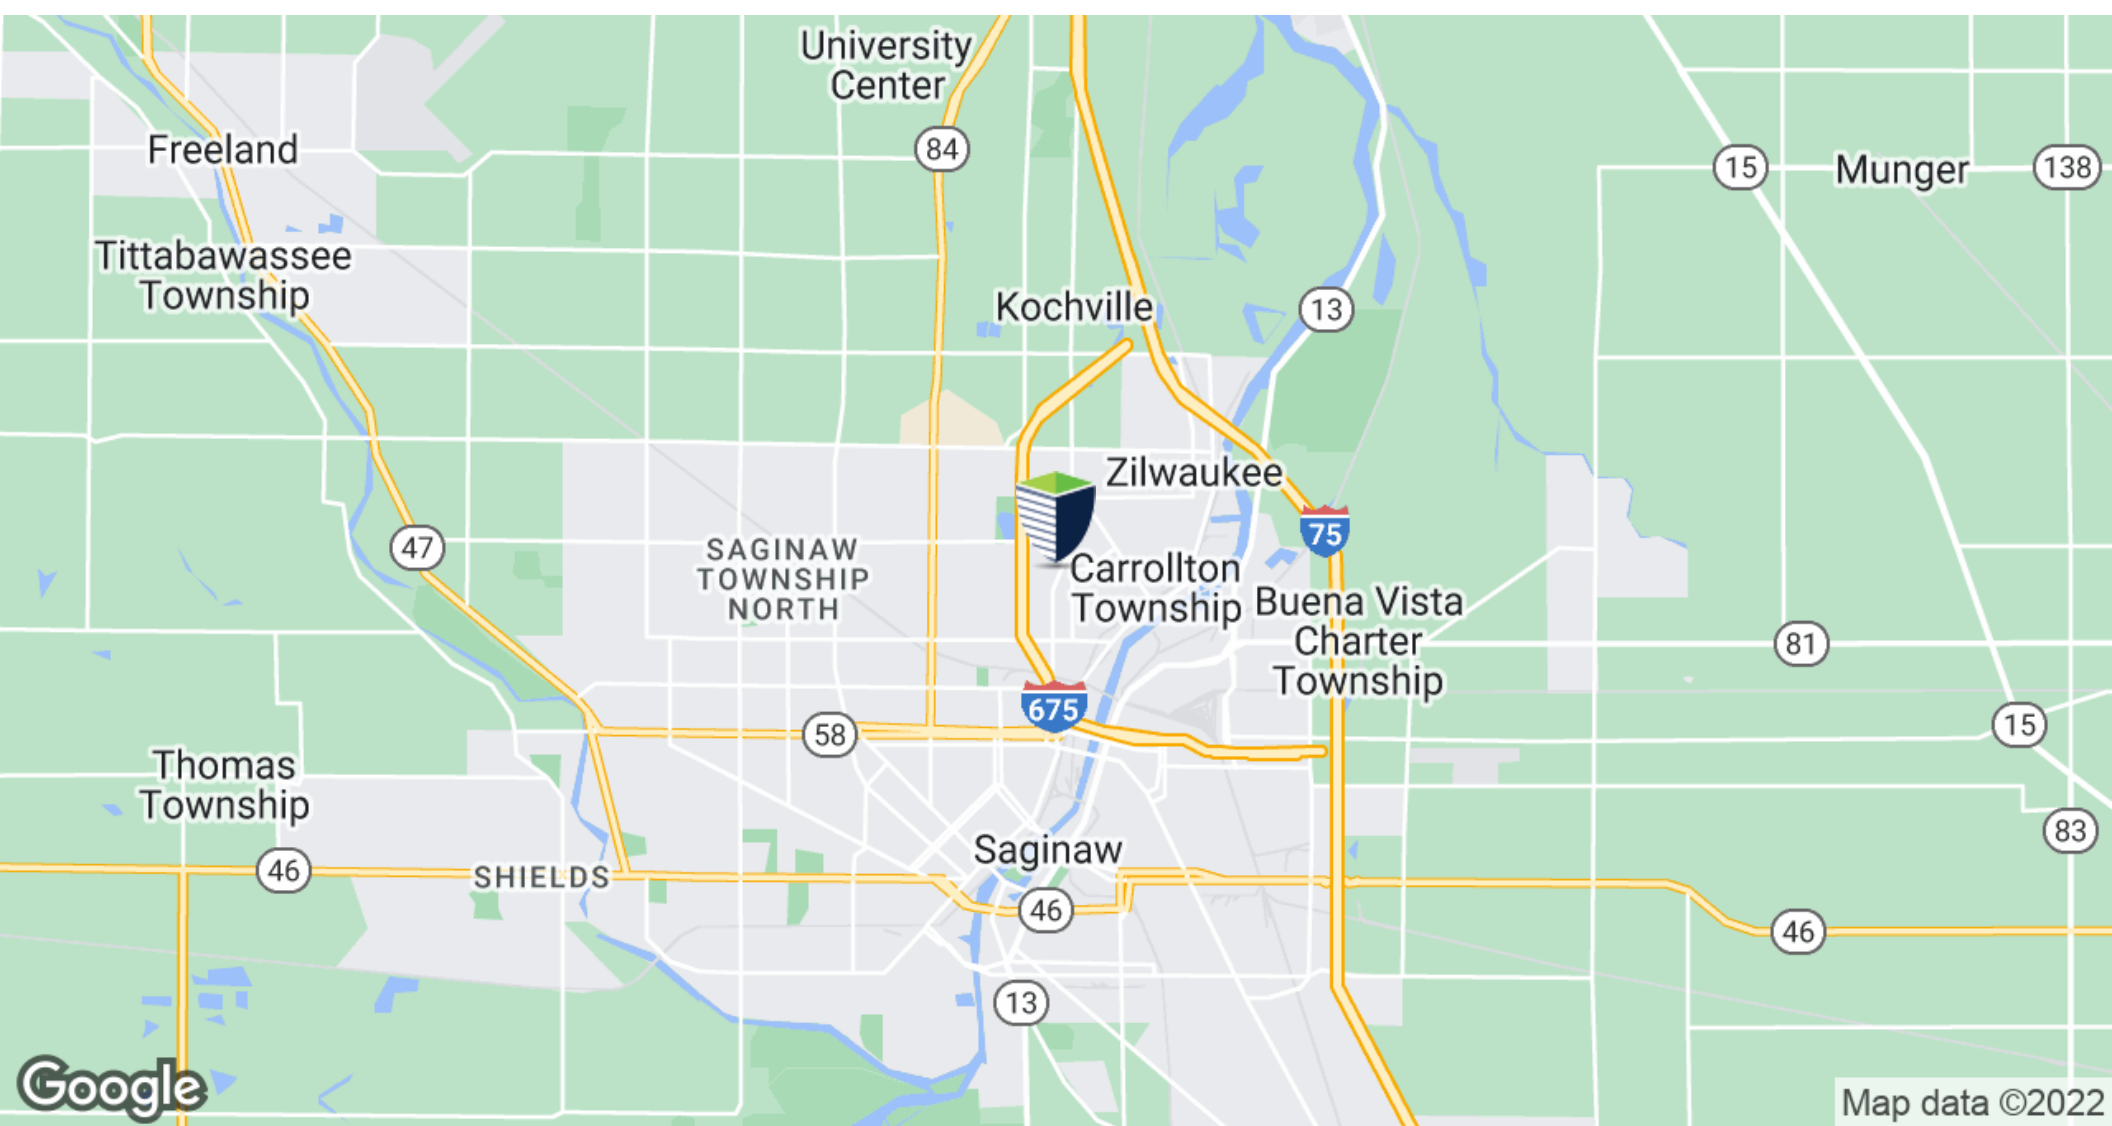 University
Center
84
Freeland
15
Munger
138
Tittabawassee
Township
Kochville
13
Zilwaukee
75
47
SAGINAW
TOWNSHIP
NORTH
Carrollton
Township
Buena Vista
Charter
Township
81
675
58
15
Thomas
Township
83
Saginaw
46
SHIELDS
46
46
13
Google
Map data ©2022